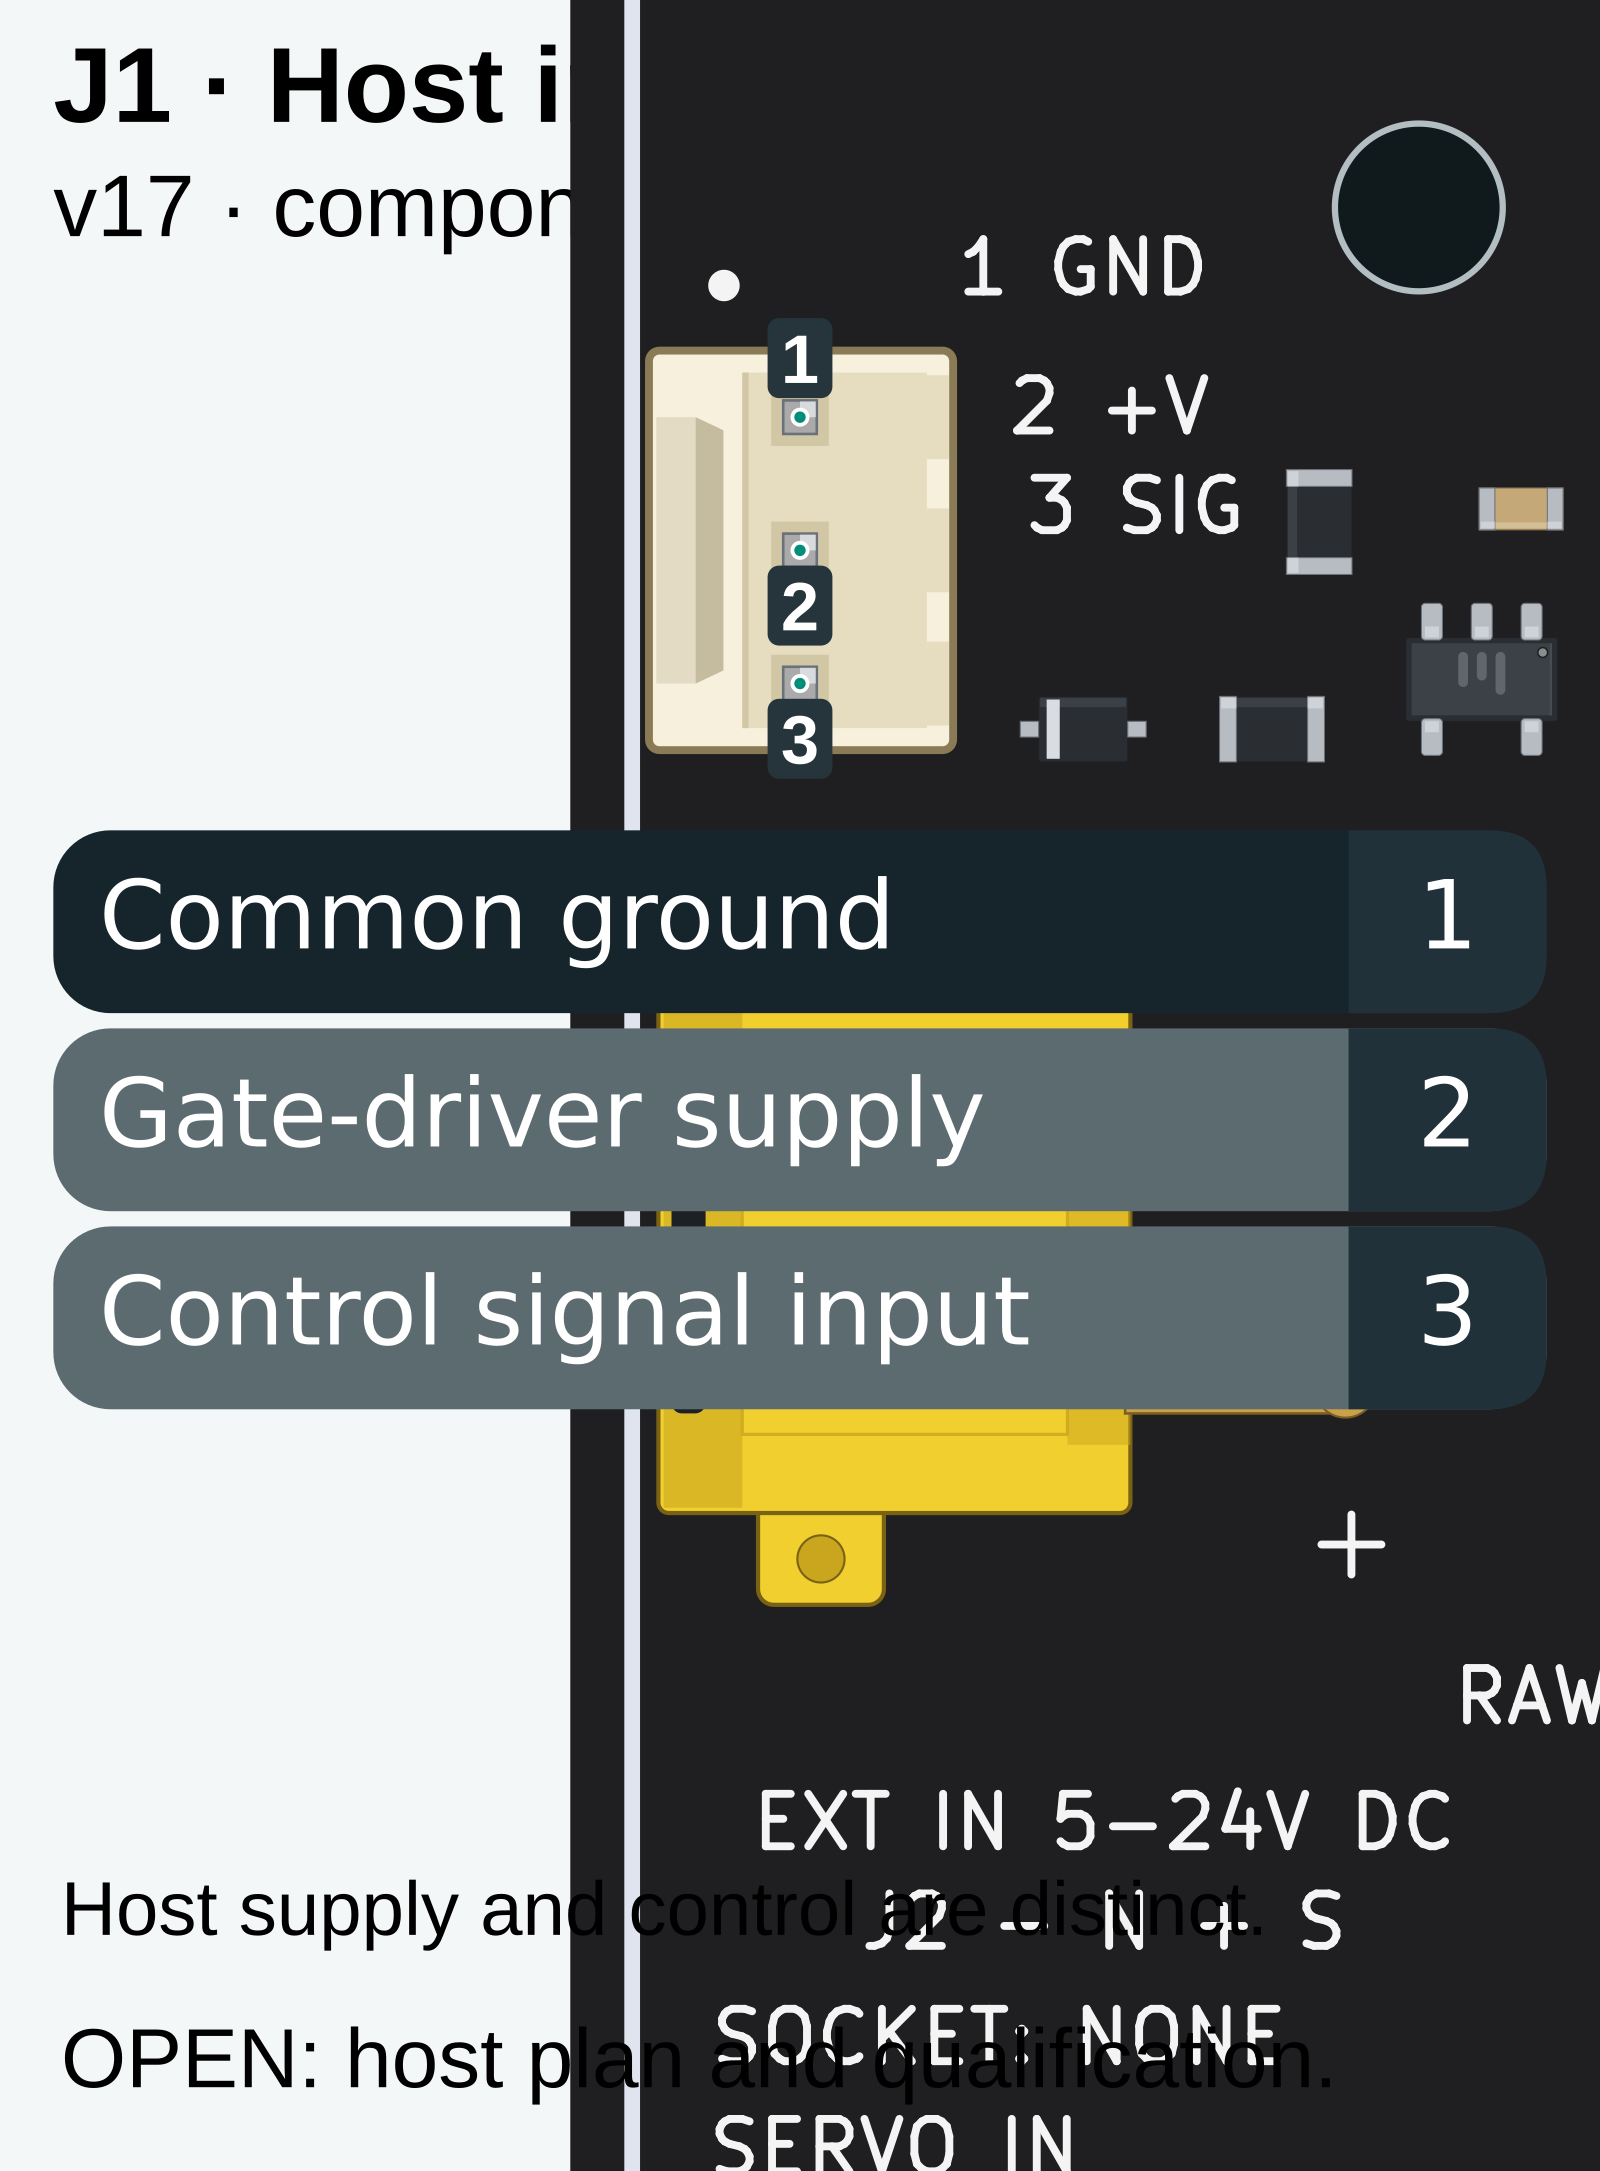 J1 · Host i
v17 · compon
1 GND
1
2 +V
3 SIG
2
3
Common ground 1
Gate-driver supply 2
Control signal input 3
+
RAW
EXT IN 5-24V DC
Host supply and control are distinct.
J2 - N + S
SOCKET: NONE
OPEN: host plan and qualification.
SERVO IN